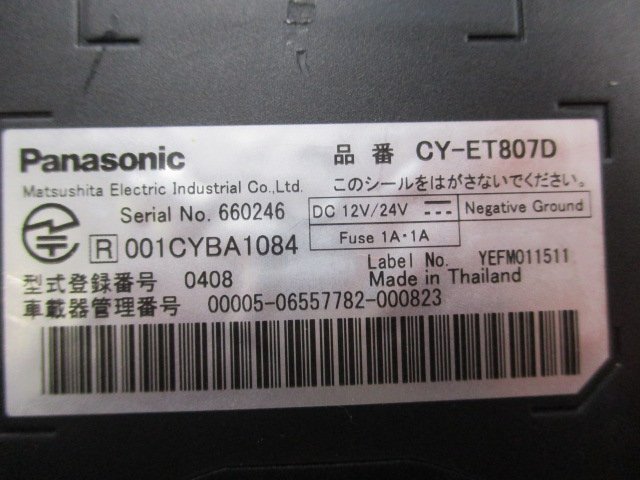 Panasonic 品番 CY-ET807D
Matsushita Electric Industrial Co.,Ltd. このシールをはがさないでください。
Serial No. 660246 DC 12V/24V Negative Ground
R 001CYBA1084 Fuse 1A・1A
Label No. YEFM011511
型式登録番号 0408 Made in Thailand
車載器管理番号 00005-06557782-000823